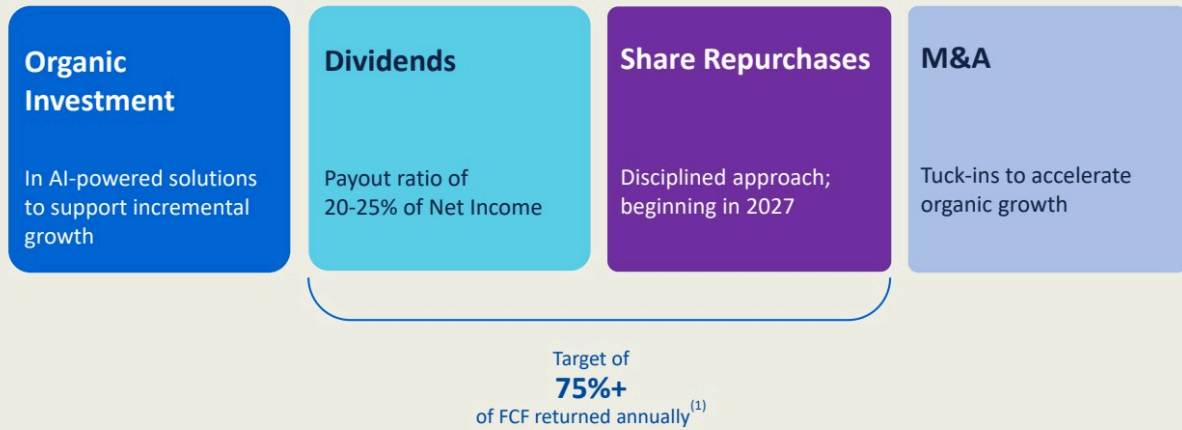 Organic
Investment
In AI-powered solutions
to support incremental
growth
Dividends
Payout ratio of
20-25% of Net Income
Share Repurchases
Disciplined approach;
beginning in 2027
M&A
Tuck-ins to accelerate
organic growth
Target of
75%+
of FCF returned annually(1)